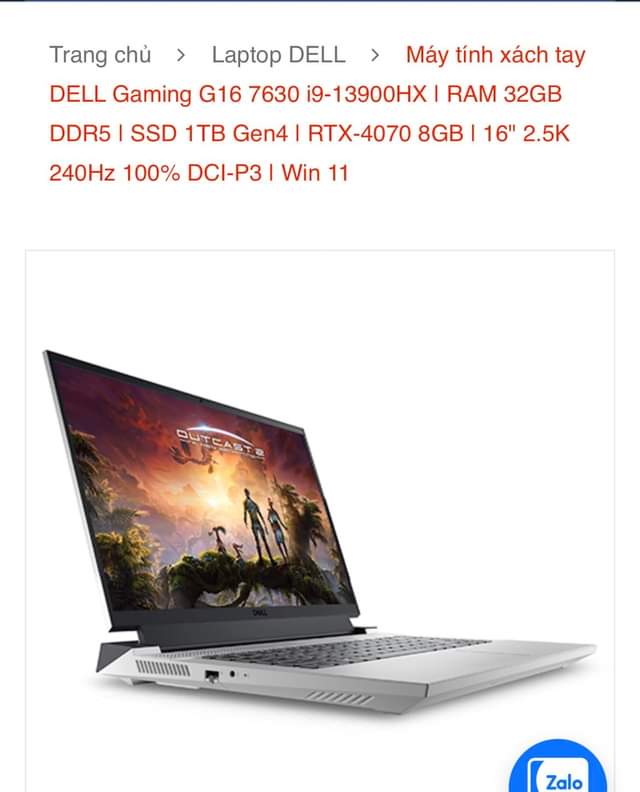 Trang chủ > Laptop DELL > Máy tính xách tay
DELL Gaming G16 7630 i9-13900HX | RAM 32GB
DDR5 | SSD 1TB Gen4 | RTX-4070 8GB | 16" 2.5K
240Hz 100% DCI-P3 | Win 11
OUTCAST 2
DELL
Zalo